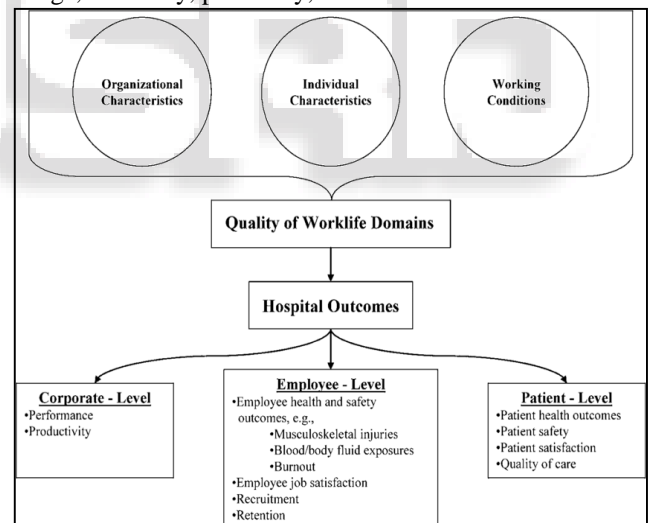 Organizational
Characteristics
Individual
Characteristics
Working
Conditions
Quality of Worklife Domains
Hospital Outcomes
Corporate - Level
•Performance
•Productivity
Employee - Level
•Employee health and safety
outcomes, e.g.,
•Musculoskeletal injuries
•Blood/body fluid exposures
•Burnout
•Employee job satisfaction
•Recruitment
•Retention
Patient - Level
•Patient health outcomes
•Patient safety
•Patient satisfaction
•Quality of care